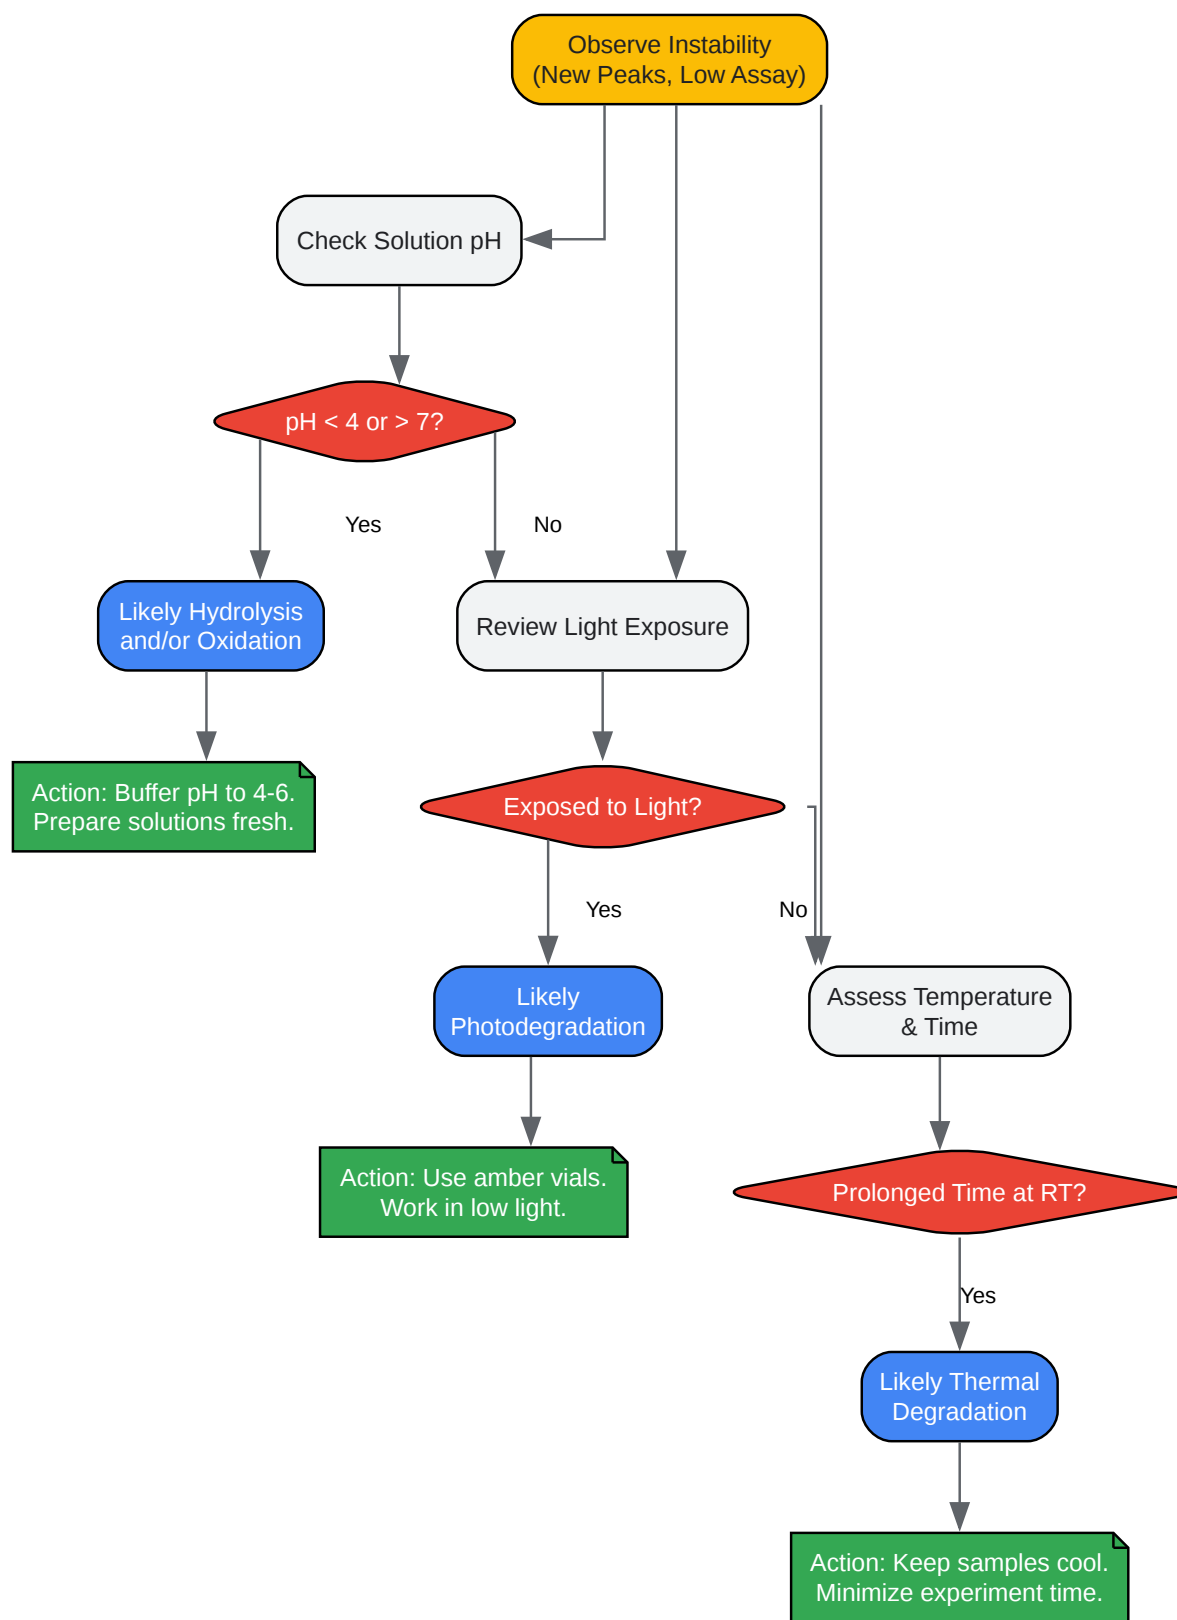 Observe Instability
(New Peaks, Low Assay)
Check Solution pH
pH < 4 or > 7?
Yes
No
Likely Hydrolysis
and/or Oxidation
Review Light Exposure
Action: Buffer pH to 4-6.
Prepare solutions fresh.
Exposed to Light?
Yes
No
Likely
Photodegradation
Assess Temperature
& Time
Action: Use amber vials.
Work in low light.
Prolonged Time at RT?
Yes
Likely Thermal
Degradation
Action: Keep samples cool.
Minimize experiment time.